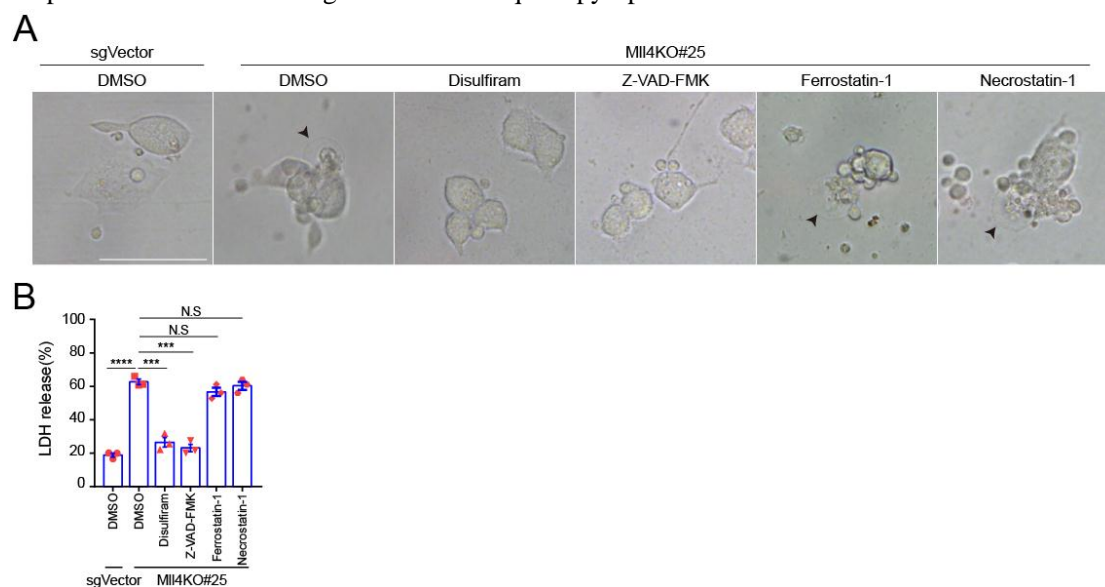 A
sgVector
Mll4KO#25
DMSO
DMSO
Disulfiram
Z-VAD-FMK
Ferrostatin-1
Necrostatin-1
B
N.S
N.S
***
****
***
100
80
60
40
20
0
LDH release(%)
DMSO
DMSO
Disulfiram
Z-VAD-FMK
Ferrostatin-1
Necrostatin-1
sgVector
Mll4KO#25